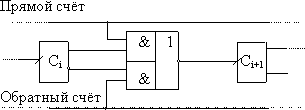 Прямой счёт
& 1
Ci Ci+1
&
Обратный счёт